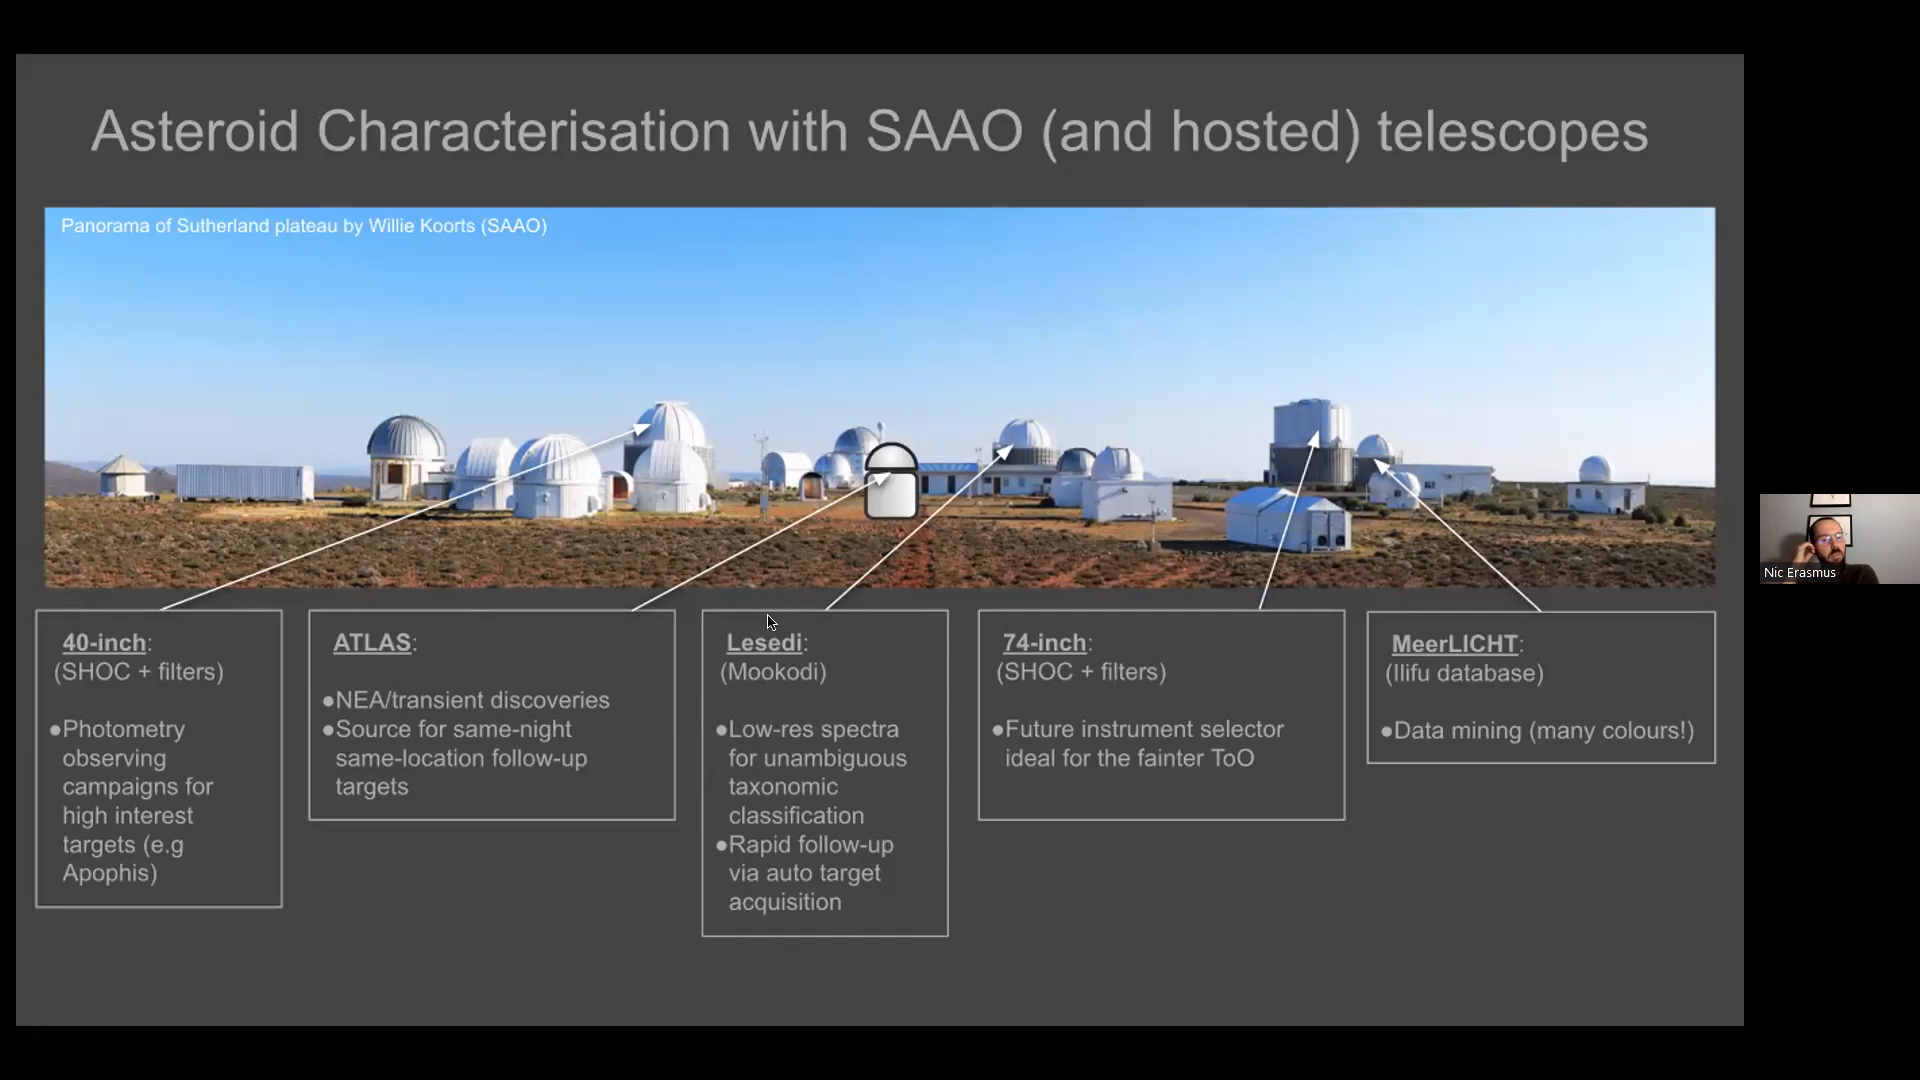 Asteroid Characterisation with SAAO (and hosted) telescopes
Panorama of Sutherland plateau by Willie Koorts (SAAO)
40-inch:
(SHOC + filters)
●Photometry
observing
campaigns for
high interest
targets (e.g
Apophis)
ATLAS:
●NEA/transient discoveries
●Source for same-night
same-location follow-up
targets
Lesedi:
(Mookodi)
●Low-res spectra
for unambiguous
taxonomic
classification
●Rapid follow-up
via auto target
acquisition
74-inch:
(SHOC + filters)
●Future instrument selector
ideal for the fainter ToO
MeerLICHT:
(Ilifu database)
●Data mining (many colours!)
Nic Erasmus